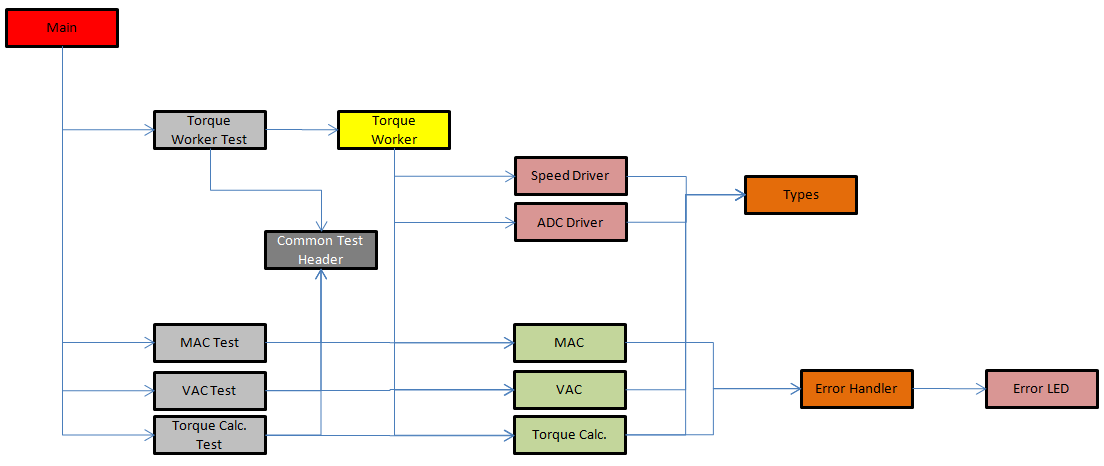 Main
Torque
Worker Test
Torque
Worker
Speed Driver
Types
ADC Driver
Common Test
Header
MAC Test
MAC
VAC Test
VAC
Error Handler
Error LED
Torque Calc.
Test
Torque Calc.